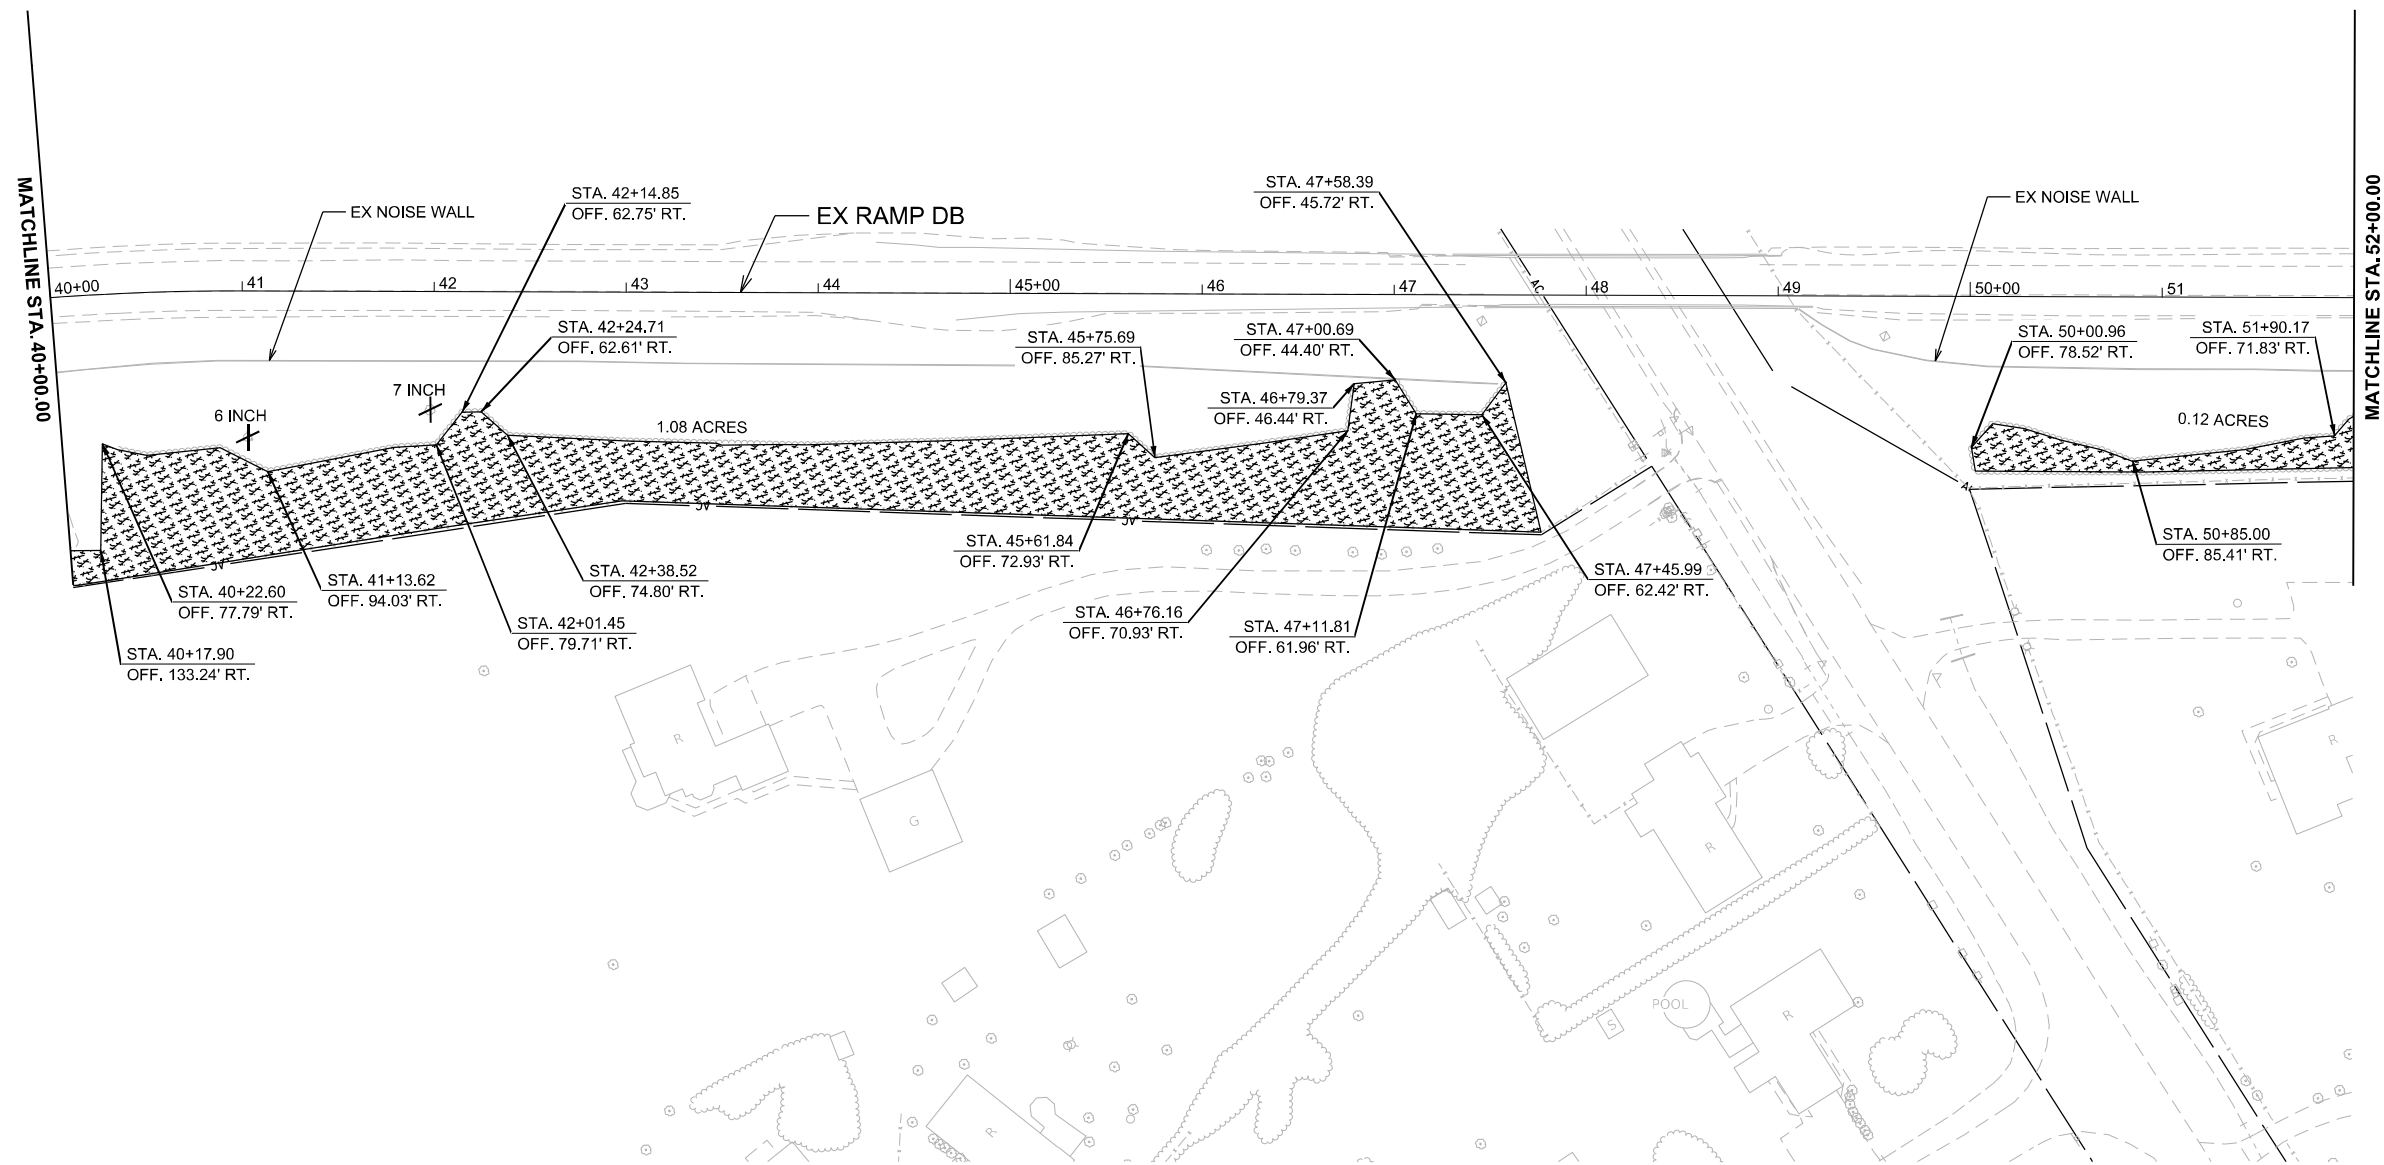 MATCHLINE STA. 40+00.00
MATCHLINE STA. 52+00.00
STA. 42+14.85
OFF. 62.75' RT.
EX NOISE WALL
EX RAMP DB
STA. 47+58.39
OFF. 45.72' RT.
EX NOISE WALL
40+00
41
42
43
44
45+00
46
47
AC
48
49
50+00
51
STA. 42+24.71
OFF. 62.61' RT.
STA. 45+75.69
OFF. 85.27' RT.
STA. 47+00.69
OFF. 44.40' RT.
STA. 50+00.96
OFF. 78.52' RT.
STA. 51+90.17
OFF. 71.83' RT.
7 INCH
6 INCH
STA. 46+79.37
OFF. 46.44' RT.
1.08 ACRES
0.12 ACRES
STA. 45+61.84
OFF. 72.93' RT.
STA. 50+85.00
OFF. 85.41' RT.
STA. 40+22.60
OFF. 77.79' RT.
STA. 41+13.62
OFF. 94.03' RT.
STA. 42+38.52
OFF. 74.80' RT.
STA. 47+45.99
OFF. 62.42' RT.
STA. 42+01.45
OFF. 79.71' RT.
STA. 46+76.16
OFF. 70.93' RT.
STA. 47+11.81
OFF. 61.96' RT.
STA. 40+17.90
OFF. 133.24' RT.
R
R
G
R
POOL
S
R
R